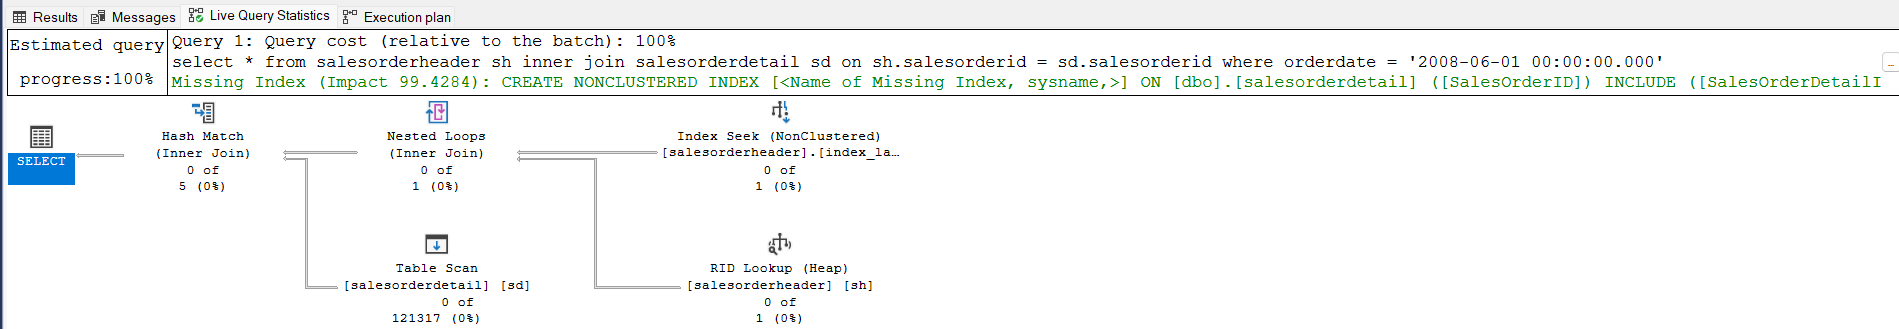 Results Messages Live Query Statistics Execution plan
Estimated query
progress:100%
Query 1: Query cost (relative to the batch): 100%
select * from salesorderheader sh inner join salesorderdetail sd on sh.salesorderid = sd.salesorderid where orderdate = '2008-06-01 00:00:00.000'
Missing Index (Impact 99.4284): CREATE NONCLUSTERED INDEX [<Name of Missing Index, sysname,>] ON [dbo].[salesorderdetail] ([SalesOrderID]) INCLUDE ([SalesOrderDetailI
...
SELECT
Hash Match
(Inner Join)
0 of
5 (0%)
Nested Loops
(Inner Join)
0 of
1 (0%)
Index Seek (NonClustered)
[salesorderheader].[index_la…
0 of
1 (0%)
Table Scan
[salesorderdetail] [sd]
0 of
121317 (0%)
RID Lookup (Heap)
[salesorderheader] [sh]
0 of
1 (0%)